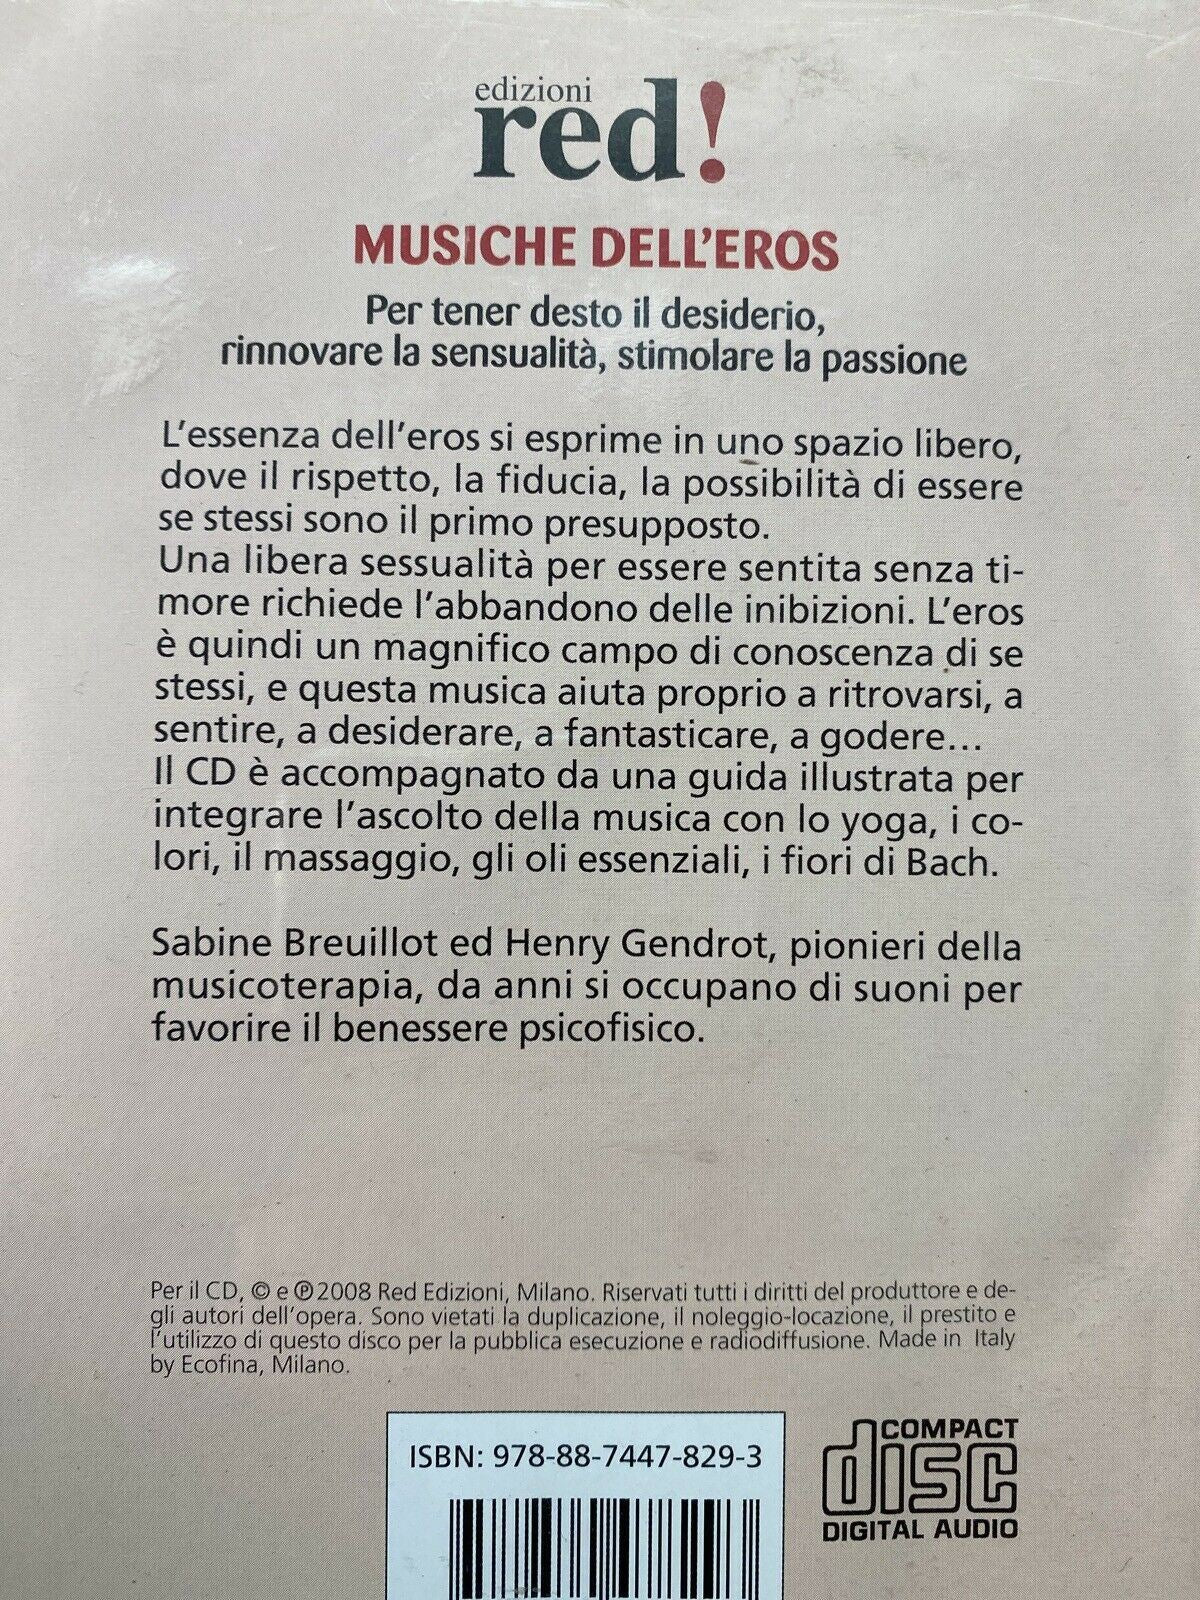 edizioni
red!
MUSICHE DELL'EROS
Per tener desto il desiderio,
rinnovare la sensualità, stimolare la passione
L'essenza dell'eros si esprime in uno spazio libero,
dove il rispetto, la fiducia, la possibilità di essere
se stessi sono il primo presupposto.
Una libera sessualità per essere sentita senza ti-
more richiede l'abbandono delle inibizioni. L'eros
è quindi un magnifico campo di conoscenza di se
stessi, e questa musica aiuta proprio a ritrovarsi, a
sentire, a desiderare, a fantasticare, a godere...
Il CD è accompagnato da una guida illustrata per
integrare l'ascolto della musica con lo yoga, i co-
lori, il massaggio, gli oli essenziali, i fiori di Bach.
Sabine Breuillot ed Henry Gendrot, pionieri della
musicoterapia, da anni si occupano di suoni per
favorire il benessere psicofisico.
Per il CD, © e ℗ 2008 Red Edizioni, Milano. Riservati tutti i diritti del produttore e de-
gli autori dell'opera. Sono vietati la duplicazione, il noleggio-locazione, il prestito e
l'utilizzo di questo disco per la pubblica esecuzione e radiodiffusione. Made in Italy
by Ecofina, Milano.
ISBN: 978-88-7447-829-3
COMPACT
disc
DIGITAL AUDIO